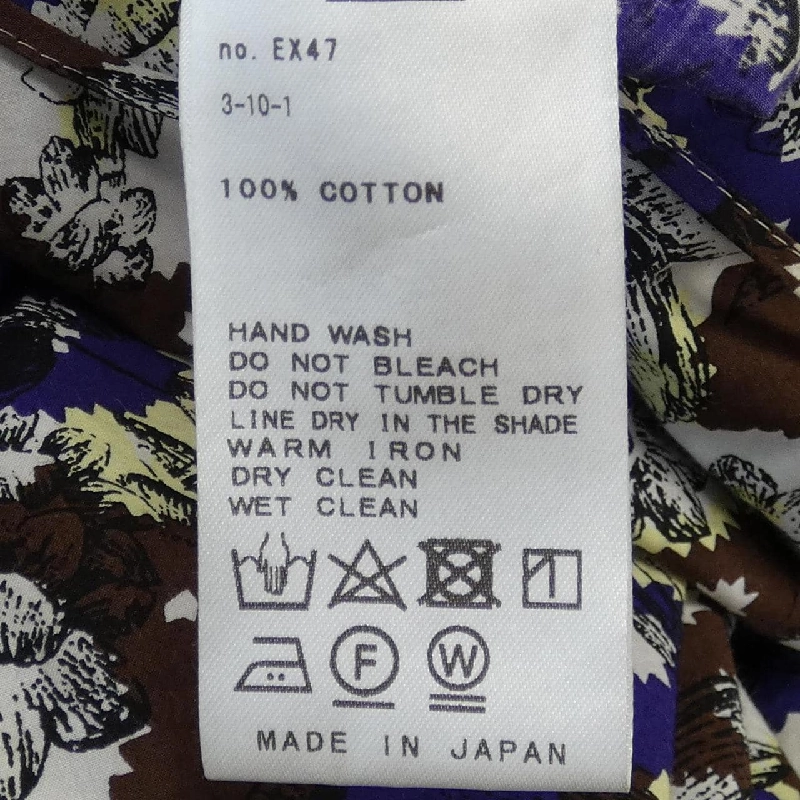 no. EX47
3-10-1
100% COTTON
HAND WASH
DO NOT BLEACH
DO NOT TUMBLE DRY
LINE DRY IN THE SHADE
WARM IRON
DRY CLEAN
WET CLEAN
F W
MADE IN JAPAN